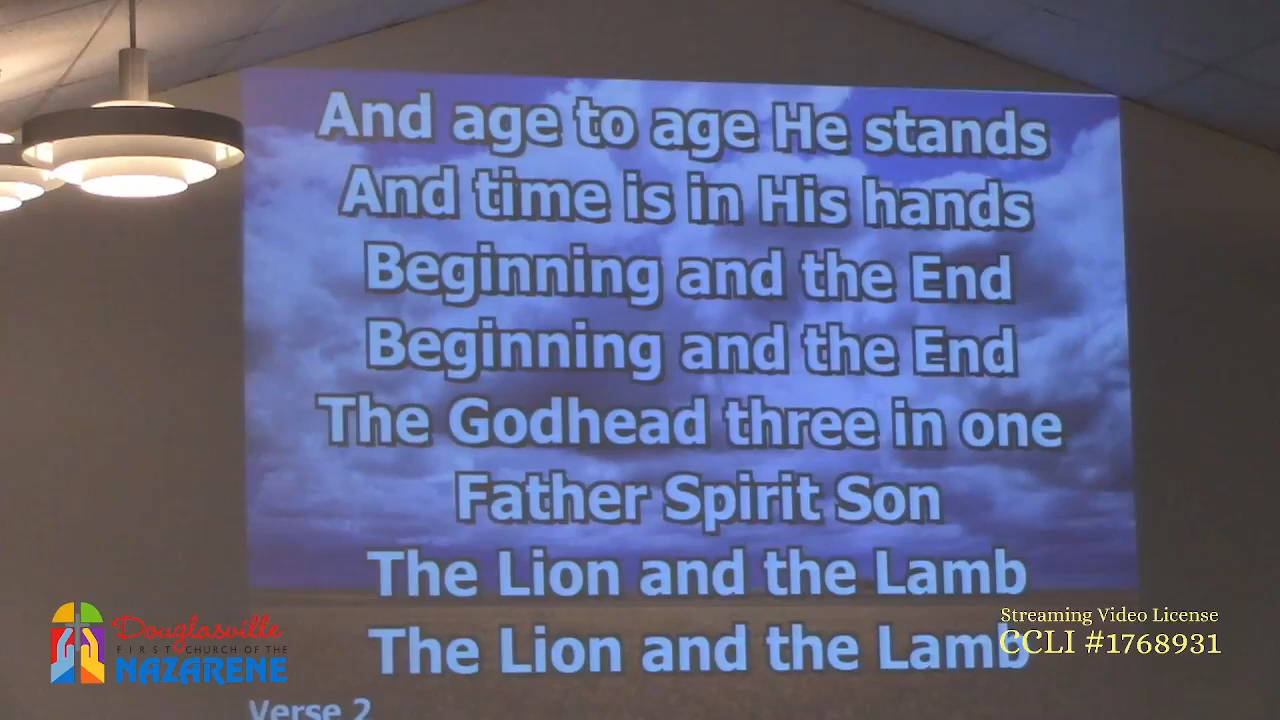 And age to age He stands
And time is in His hands
Beginning and the End
Beginning and the End
The Godhead three in one
Father Spirit Son
The Lion and the Lamb
The Lion and the Lamb
Verse 2
Douglasville
FIRST CHURCH OF THE
NAZARENE
Streaming Video License
CCLI #1768931